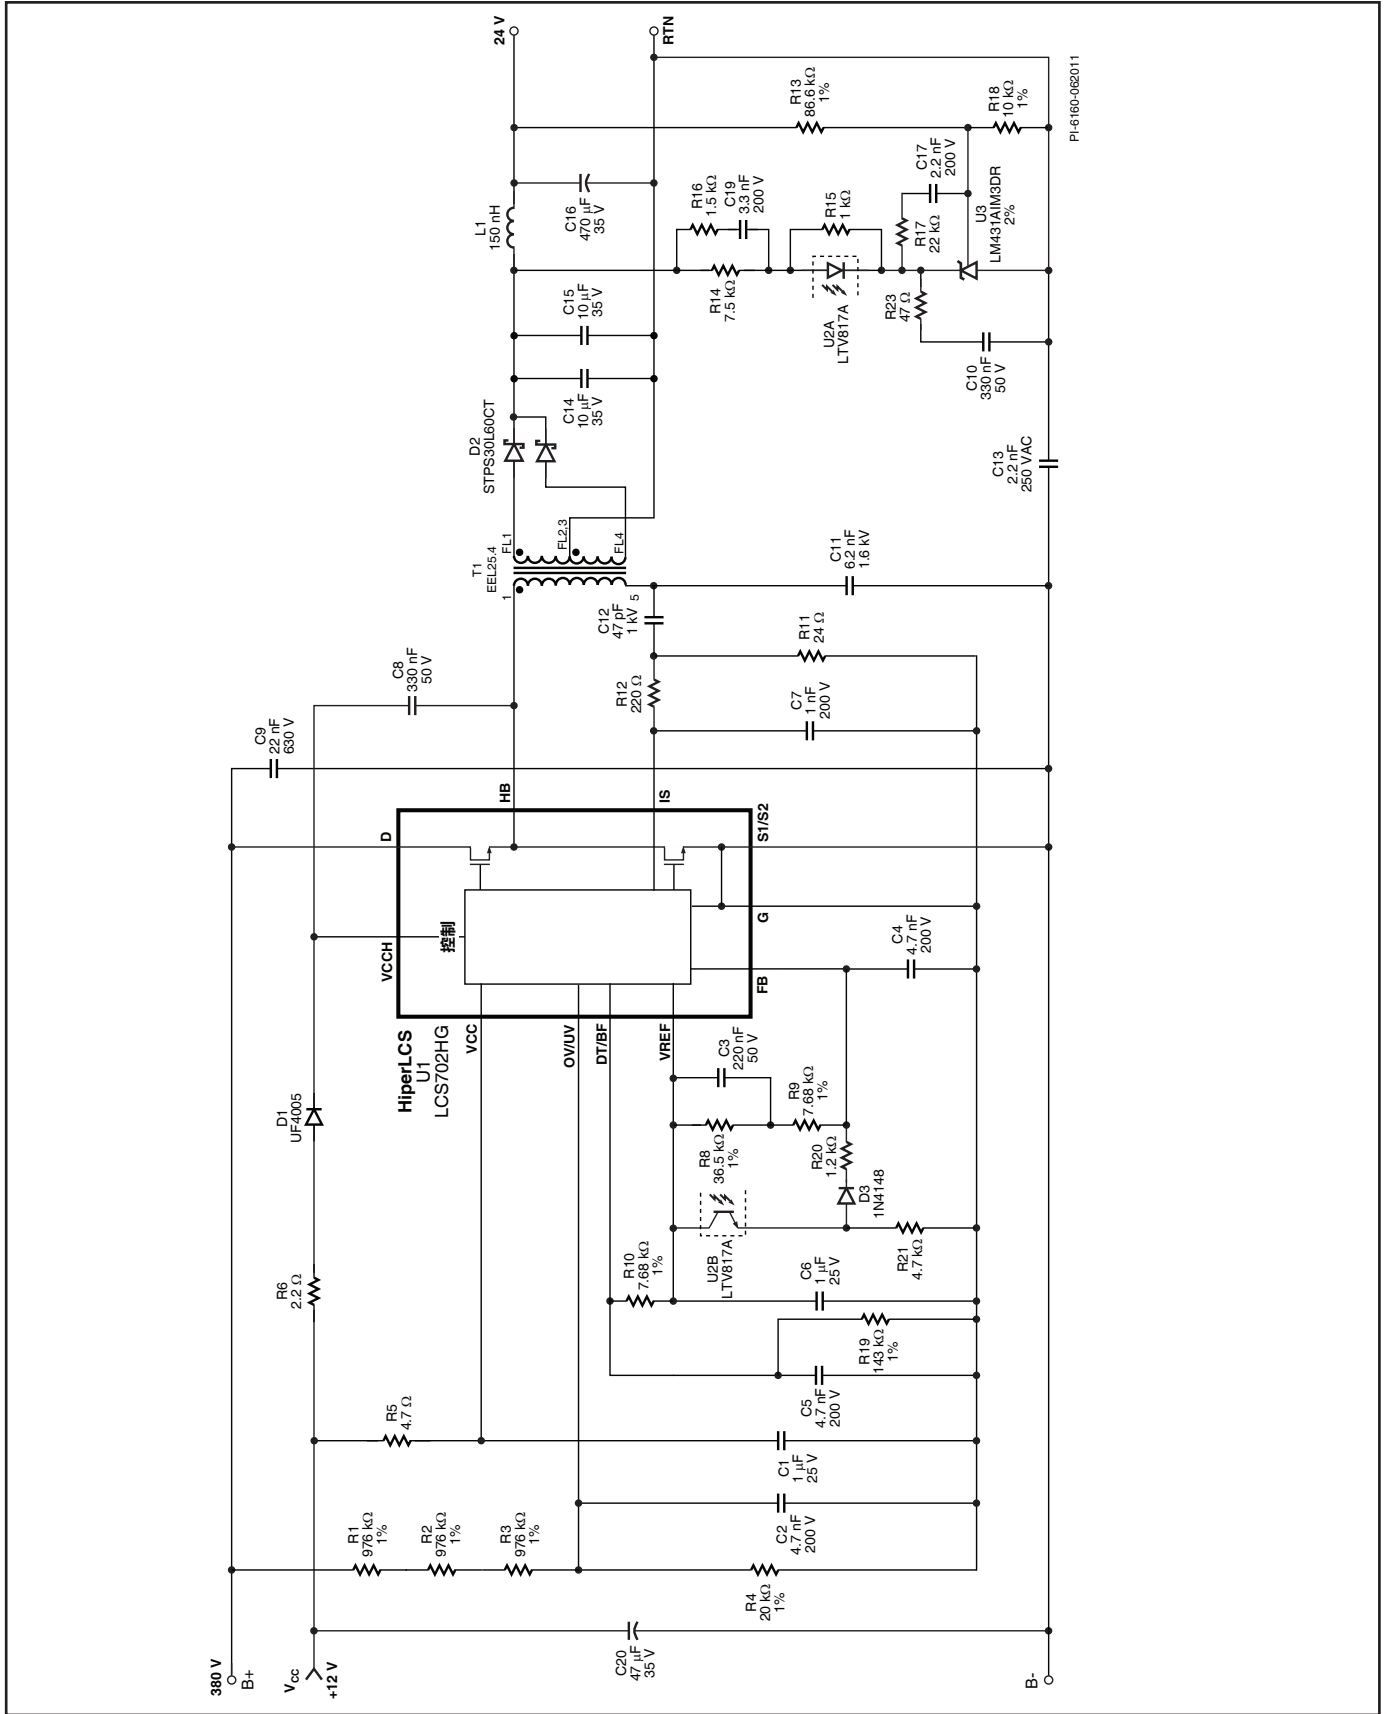 380 V
B+
VCC
+12 V
B-
C20
47 μF
35 V
R1
976 kΩ
1%
R2
976 kΩ
1%
R3
976 kΩ
1%
R4
20 kΩ
1%
C2
4.7 nF
200 V
C1
1 μF
25 V
R5
4.7 Ω
R6
2.2 Ω
D1
UF4005
C5
4.7 nF
200 V
R19
143 kΩ
1%
R10
7.68 kΩ
1%
C6
1 μF
25 V
U2B
LTV817A
R21
4.7 kΩ
D3
1N4148
R20
1.2 kΩ
R8
36.5 kΩ
1%
R9
7.68 kΩ
1%
C3
220 nF
50 V
C4
4.7 nF
200 V
HiperLCS
U1
LCS702HG
VCC
OV/UV
DT/BF
VREF
VCCH
控制
D
HB
IS
S1/S2
G
FB
C9
22 nF
630 V
C8
330 nF
50 V
R12
220 Ω
C7
1 nF
200 V
R11
24 Ω
C12
47 pF
1 kV
C11
6.2 nF
1.6 kV
T1
EEL25.4
1
5
FL1
FL2,3
FL4
D2
STPS30L60CT
C13
2.2 nF
250 VAC
C14
10 μF
35 V
C15
10 μF
35 V
L1
150 nH
C16
470 μF
35 V
R14
7.5 kΩ
R16
1.5 kΩ
C19
3.3 nF
200 V
U2A
LTV817A
R15
1 kΩ
R23
47 Ω
C10
330 nF
50 V
R17
22 kΩ
C17
2.2 nF
200 V
U3
LM431AIM3DR
2%
R13
86.6 kΩ
1%
R18
10 kΩ
1%
24 V
RTN
PI-6160-062011